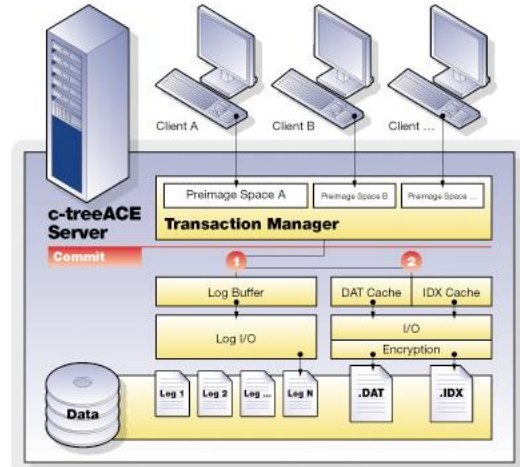 Client A
Client B
Client ...
c-treeACE
Server
Preimage Space A
Preimage Space B
Preimage Space ...
Transaction Manager
Commit
1
2
Log Buffer
DAT Cache
IDX Cache
Log I/O
I/O
Encryption
Data
Log 1
Log 2
Log ...
Log N
.DAT
.IDX